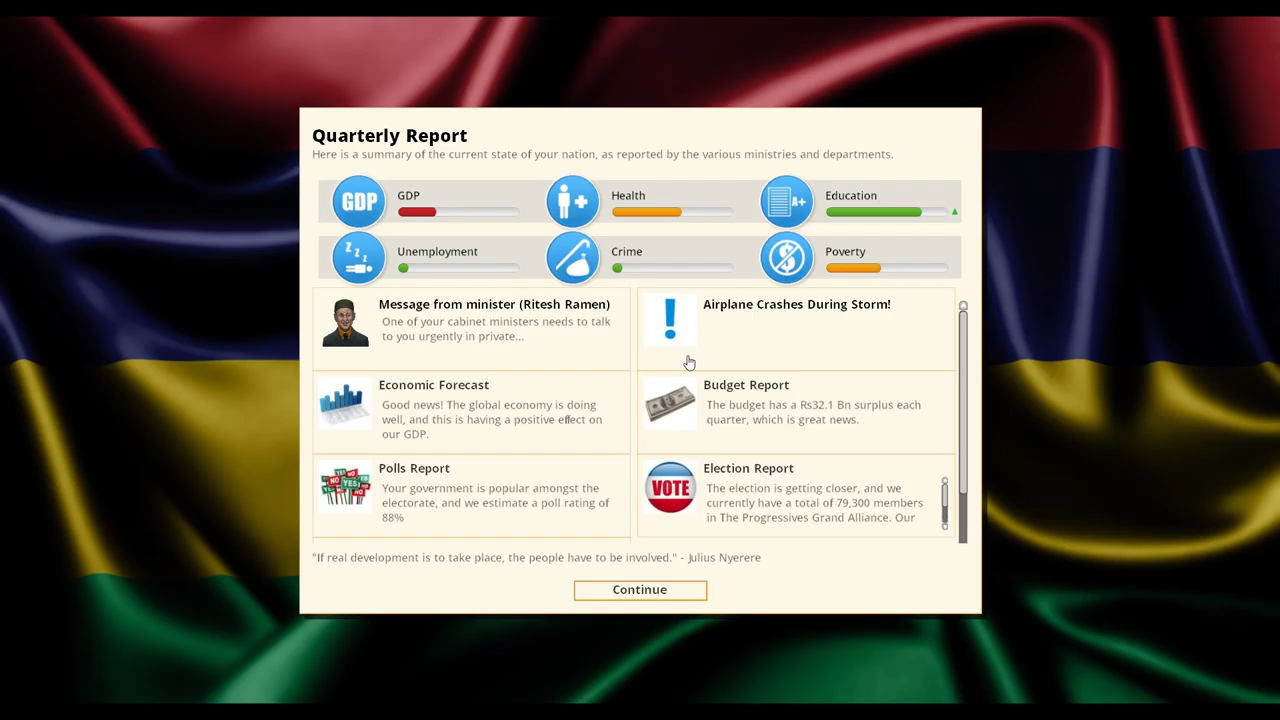 Quarterly Report
Here is a summary of the current state of your nation, as reported by the various ministries and departments.
GDP
GDP
Health
A+
Education
Z Z Z
Unemployment
Crime
$
Poverty
Message from minister (Ritesh Ramen)
One of your cabinet ministers needs to talk
to you urgently in private...
!
Airplane Crashes During Storm!
Economic Forecast
Good news! The global economy is doing
well, and this is having a positive effect on
our GDP.
Budget Report
The budget has a Rs32.1 Bn surplus each
quarter, which is great news.
YES NO YES NO
Polls Report
Your government is popular amongst the
electorate, and we estimate a poll rating of
88%
VOTE
Election Report
The election is getting closer, and we
currently have a total of 79,300 members
in The Progressives Grand Alliance. Our
"If real development is to take place, the people have to be involved." - Julius Nyerere
Continue